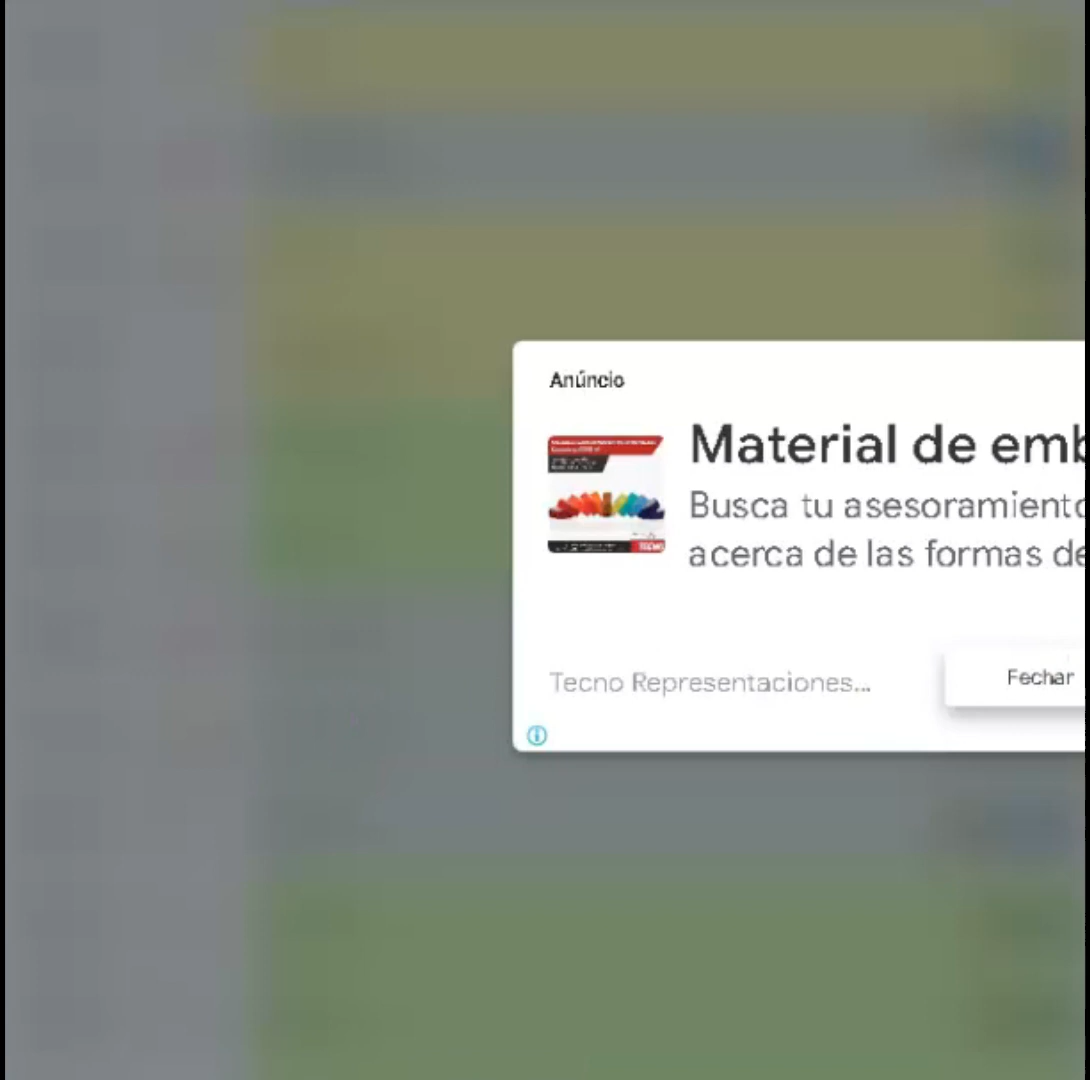 Anúncio
Material de emb
Busca tu asesoramiento
acerca de las formas de
Tecno Representaciones...
Fechar